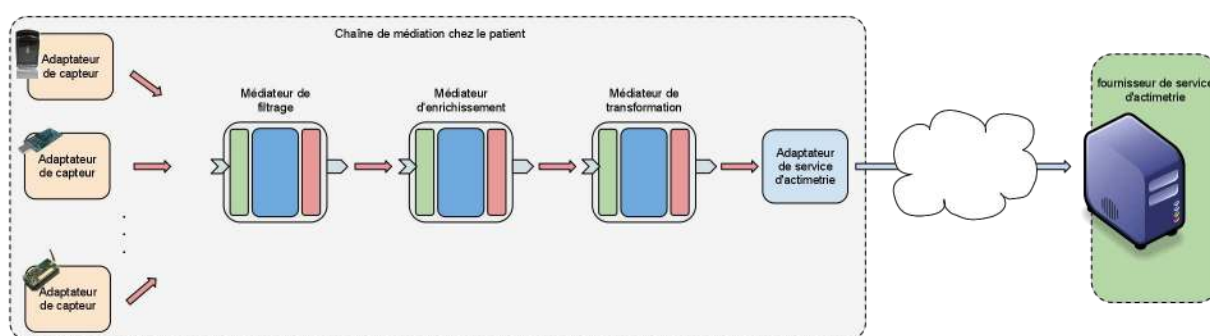 Chaîne de médiation chez le patient
Adaptateur
de capteur
Adaptateur
de capteur
Adaptateur
de capteur
Médiateur de
filtrage
Médiateur
d'enrichissement
Médiateur de
transformation
Adaptateur
de service
d'actimetrie
fournisseur de service
d'actimetrie